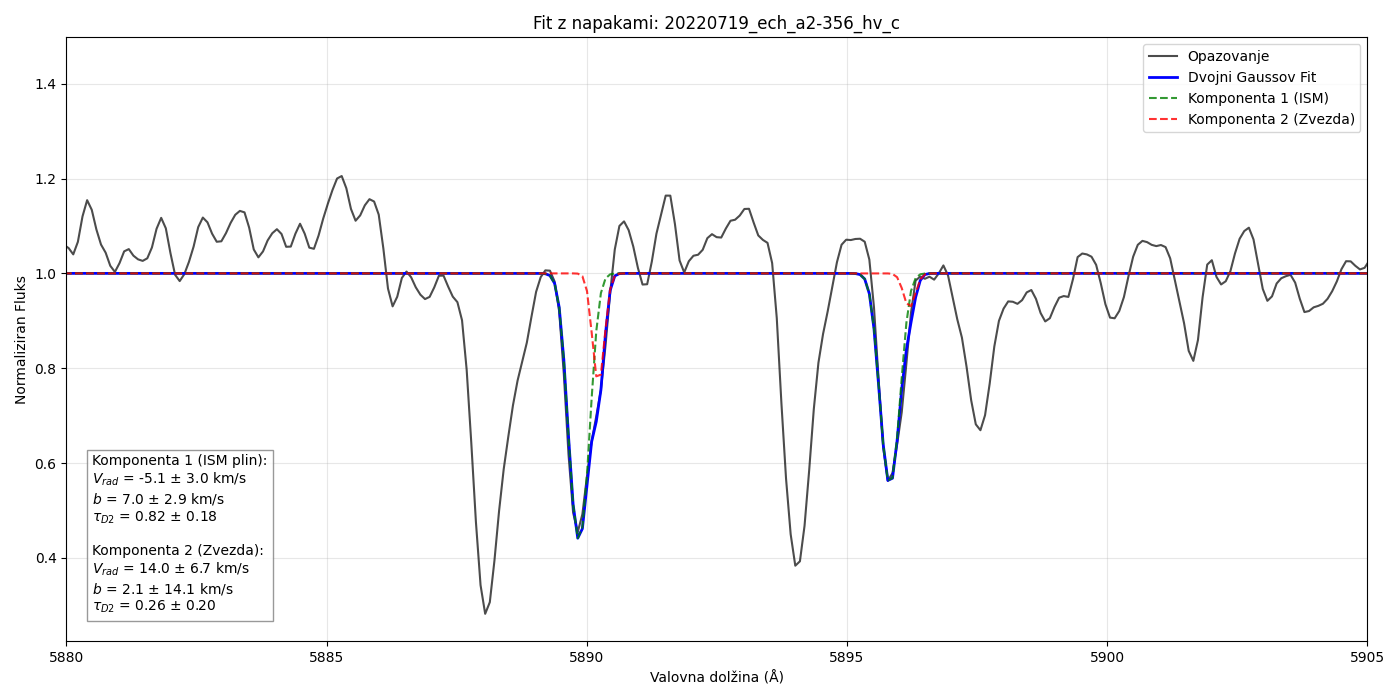 Fit z napakami: 20220719_ech_a2-356_hv_c
Normaliziran Fluks
1.4
1.2
1.0
0.8
0.6
0.4
Opazovanje
Dvojni Gaussov Fit
Komponenta 1 (ISM)
Komponenta 2 (Zvezda)
Komponenta 1 (ISM plin):
V_rad = -5.1 ± 3.0 km/s
b = 7.0 ± 2.9 km/s
τ_D2 = 0.82 ± 0.18
Komponenta 2 (Zvezda):
V_rad = 14.0 ± 6.7 km/s
b = 2.1 ± 14.1 km/s
τ_D2 = 0.26 ± 0.20
5880 5885 5890 5895 5900 5905
Valovna dolžina (Å)